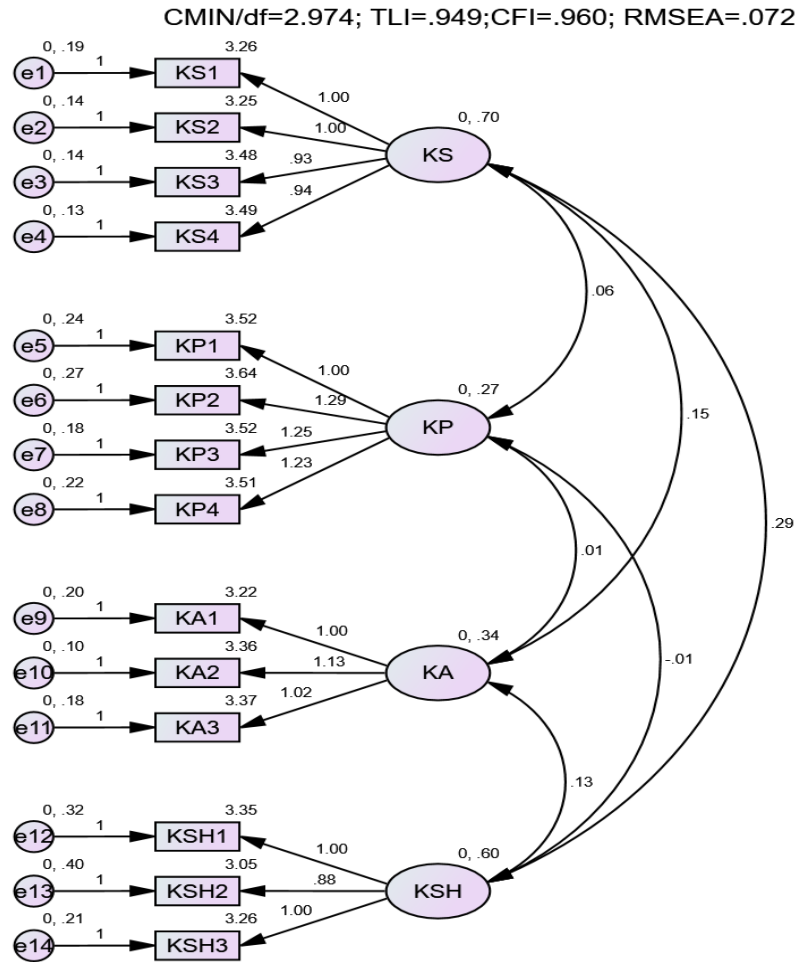 CMIN/df=2.974; TLI=.949;CFI=.960; RMSEA=.072
0, .19
3.26
e1
1
KS1
1.00
0, .14
3.25
e2
1
KS2
1.00
0, .70
KS
0, .14
3.48
e3
1
KS3
.93
0, .13
3.49
e4
1
KS4
.94
.06
0, .24
3.52
e5
1
KP1
1.00
0, .27
3.64
e6
1
KP2
1.29
0, .27
KP
.15
0, .18
3.52
e7
1
KP3
1.25
0, .22
3.51
e8
1
KP4
1.23
.29
.01
0, .20
3.22
e9
1
KA1
1.00
0, .10
3.36
e10
1
KA2
1.13
0, .34
KA
-.01
0, .18
3.37
e11
1
KA3
1.02
.13
0, .32
3.35
e12
1
KSH1
1.00
0, .40
3.05
e13
1
KSH2
.88
0, .60
KSH
0, .21
3.26
e14
1
KSH3
1.00